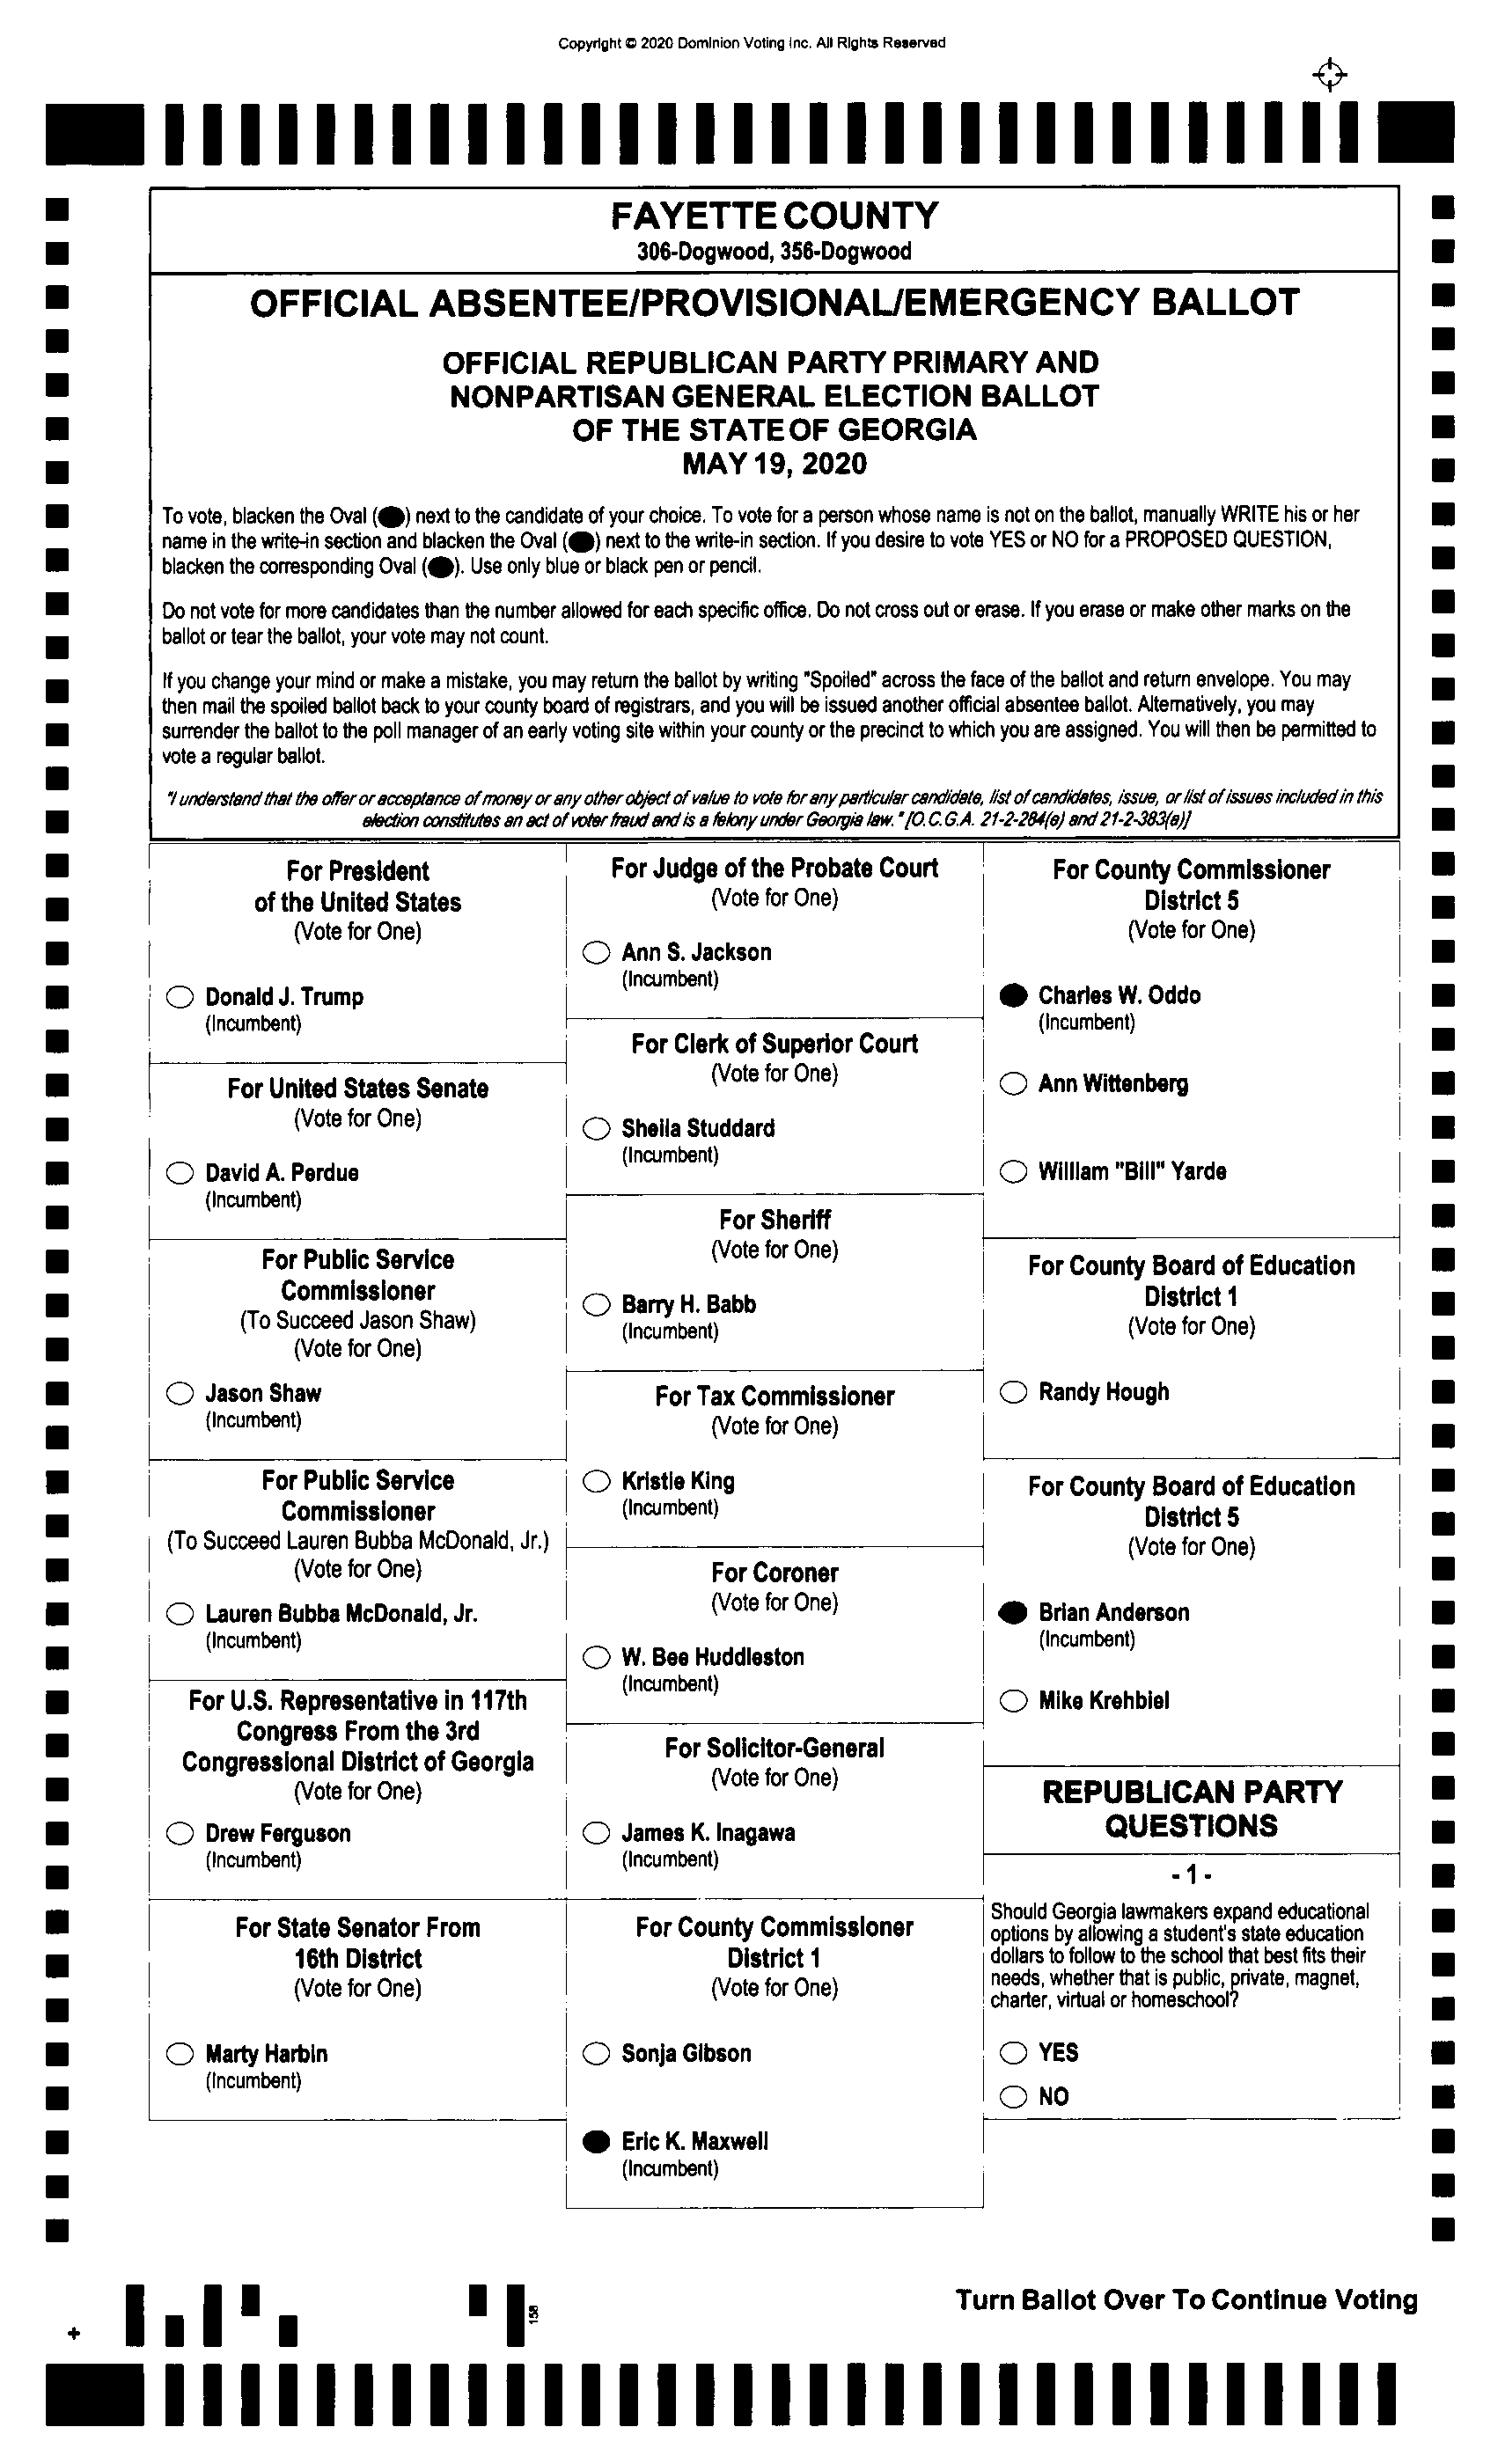 Copyright © 2020 Dominion Voting Inc. All Rights Reserved
FAYETTE COUNTY
306-Dogwood, 356-Dogwood
OFFICIAL ABSENTEE/PROVISIONAL/EMERGENCY BALLOT
OFFICIAL REPUBLICAN PARTY PRIMARY AND
NONPARTISAN GENERAL ELECTION BALLOT
OF THE STATE OF GEORGIA
MAY 19, 2020
To vote, blacken the Oval (●) next to the candidate of your choice. To vote for a person whose name is not on the ballot, manually WRITE his or her
name in the write-in section and blacken the Oval (●) next to the write-in section. If you desire to vote YES or NO for a PROPOSED QUESTION,
blacken the corresponding Oval (●). Use only blue or black pen or pencil.
Do not vote for more candidates than the number allowed for each specific office. Do not cross out or erase. If you erase or make other marks on the
ballot or tear the ballot, your vote may not count.
If you change your mind or make a mistake, you may return the ballot by writing "Spoiled" across the face of the ballot and return envelope. You may
then mail the spoiled ballot back to your county board of registrars, and you will be issued another official absentee ballot. Alternatively, you may
surrender the ballot to the poll manager of an early voting site within your county or the precinct to which you are assigned. You will then be permitted to
vote a regular ballot.
"I understand that the offer or acceptance of money or any other object of value to vote for any particular candidate, list of candidates, issue, or list of issues included in this
election constitutes an act of voter fraud and is a felony under Georgia law." [O.C.G.A. 21-2-284(e) and 21-2-383(a)]
For President
of the United States
(Vote for One)
Donald J. Trump
(Incumbent)
For United States Senate
(Vote for One)
David A. Perdue
(Incumbent)
For Public Service
Commissioner
(To Succeed Jason Shaw)
(Vote for One)
Jason Shaw
(Incumbent)
For Public Service
Commissioner
(To Succeed Lauren Bubba McDonald, Jr.)
(Vote for One)
Lauren Bubba McDonald, Jr.
(Incumbent)
For U.S. Representative in 117th
Congress From the 3rd
Congressional District of Georgia
(Vote for One)
Drew Ferguson
(Incumbent)
For State Senator From
16th District
(Vote for One)
Marty Harbin
(Incumbent)
For Judge of the Probate Court
(Vote for One)
Ann S. Jackson
(Incumbent)
For Clerk of Superior Court
(Vote for One)
Sheila Studdard
(Incumbent)
For Sheriff
(Vote for One)
Barry H. Babb
(Incumbent)
For Tax Commissioner
(Vote for One)
Kristie King
(Incumbent)
For Coroner
(Vote for One)
W. Bee Huddleston
(Incumbent)
For Solicitor-General
(Vote for One)
James K. Inagawa
(Incumbent)
For County Commissioner
District 1
(Vote for One)
Sonja Gibson
Eric K. Maxwell
(Incumbent)
For County Commissioner
District 5
(Vote for One)
Charles W. Oddo
(Incumbent)
Ann Wittenberg
William "Bill" Yarde
For County Board of Education
District 1
(Vote for One)
Randy Hough
For County Board of Education
District 5
(Vote for One)
Brian Anderson
(Incumbent)
Mike Krehbiel
REPUBLICAN PARTY
QUESTIONS
- 1 -
Should Georgia lawmakers expand educational
options by allowing a student's state education
dollars to follow to the school that best fits their
needs, whether that is public, private, magnet,
charter, virtual or homeschool?
YES
NO
158
Turn Ballot Over To Continue Voting
+